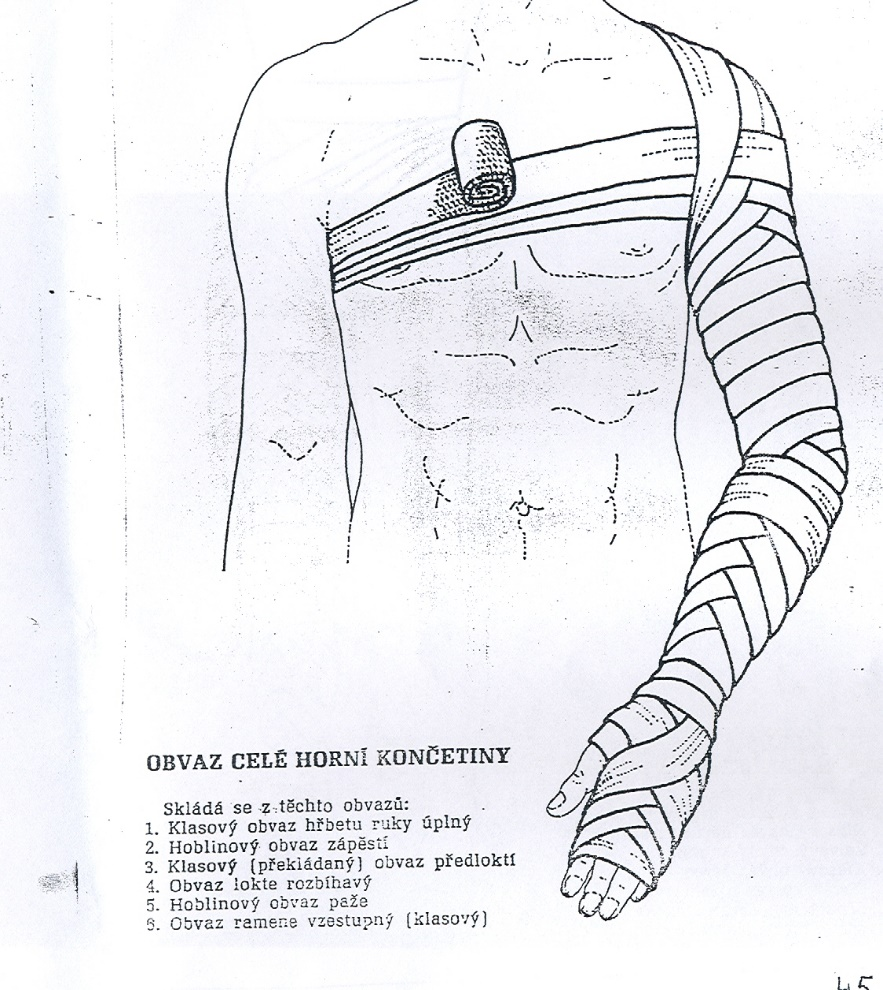 OBVAZ CELÉ HORNÍ KONČETINY
Skládá se z těchto obvazů:
1. Klasový obvaz hřbetu ruky úplný
2. Hoblinový obvaz zápěstí
3. Klasový (překládaný) obvaz předloktí
4. Obvaz lokte rozbíhavý
5. Hoblinový obvaz paže
6. Obvaz ramene vzestupný (klasový)
45